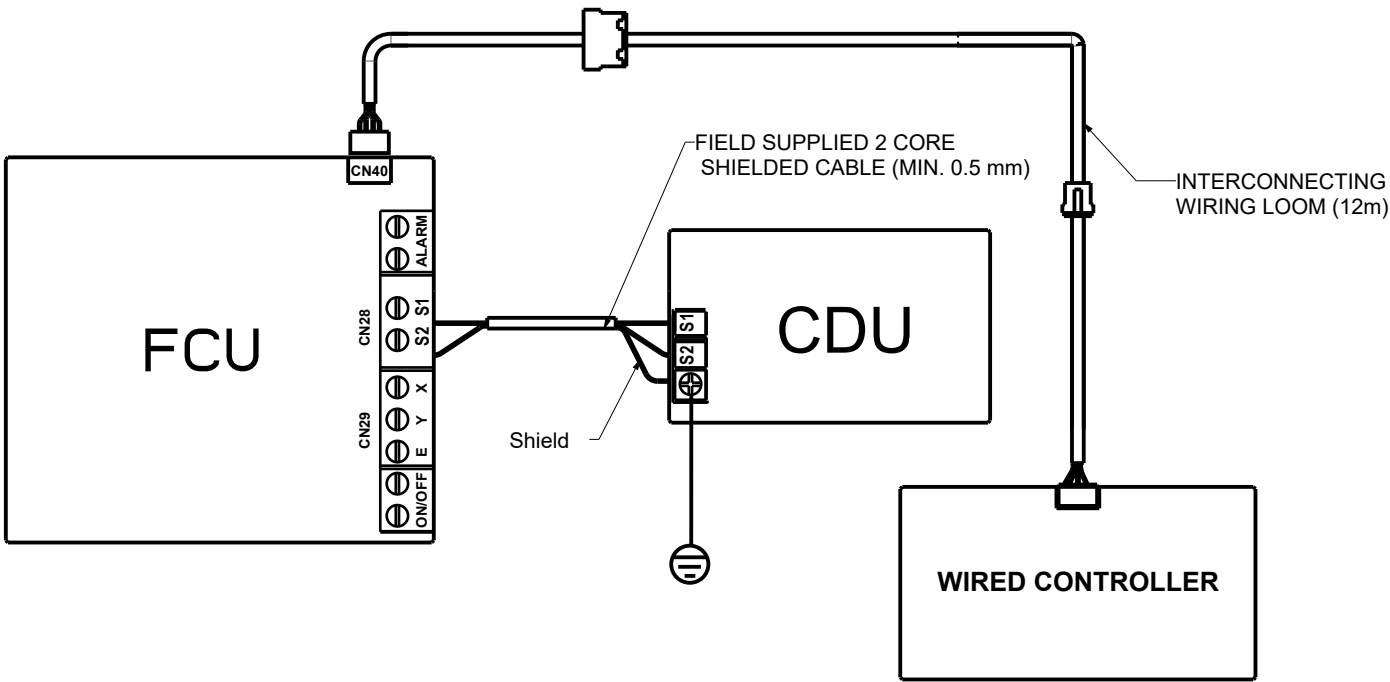 FIELD SUPPLIED 2 CORE
SHIELDED CABLE (MIN. 0.5 mm)
INTERCONNECTING
WIRING LOOM (12m)
CN40
ALARM
FCU
CN28
S1
S2
CN29
X
Y
E
ON/OFF
CDU
S1
S2
Shield
WIRED CONTROLLER